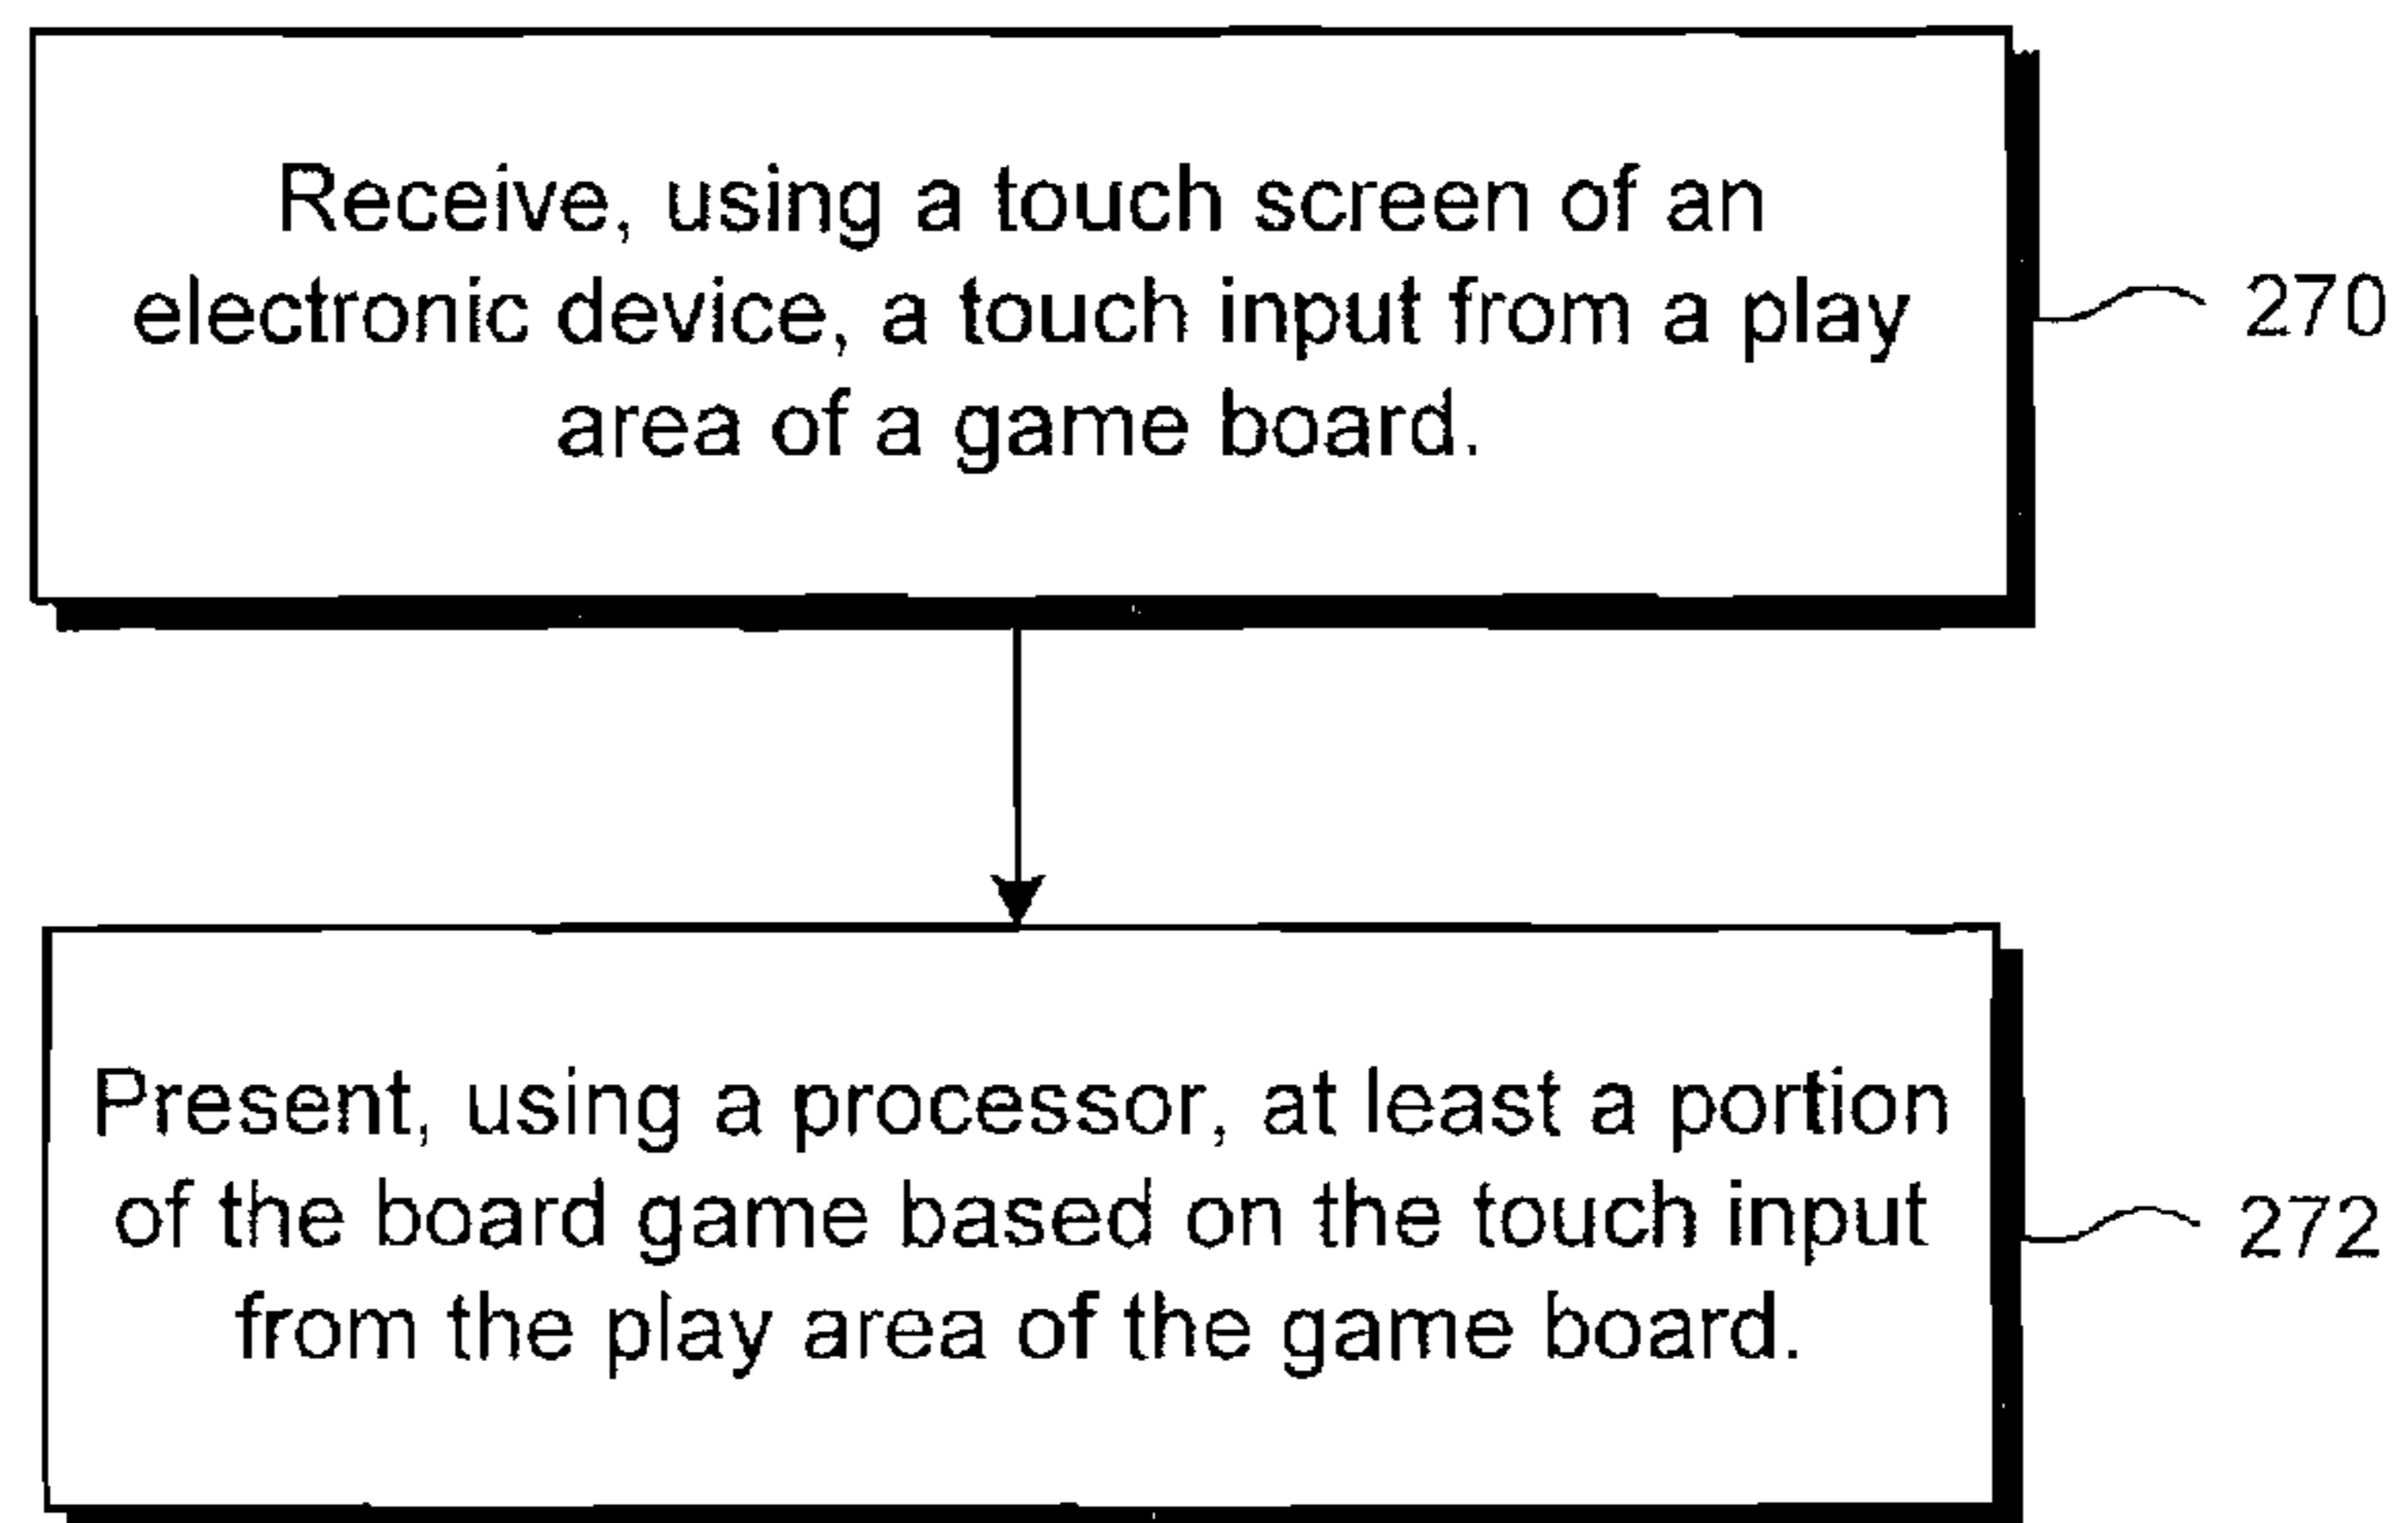 Receive, using a touch screen of an
electronic device, a touch input from a play
area of a game board.
270
Present, using a processor, at least a portion
of the board game based on the touch input
from the play area of the game board.
272